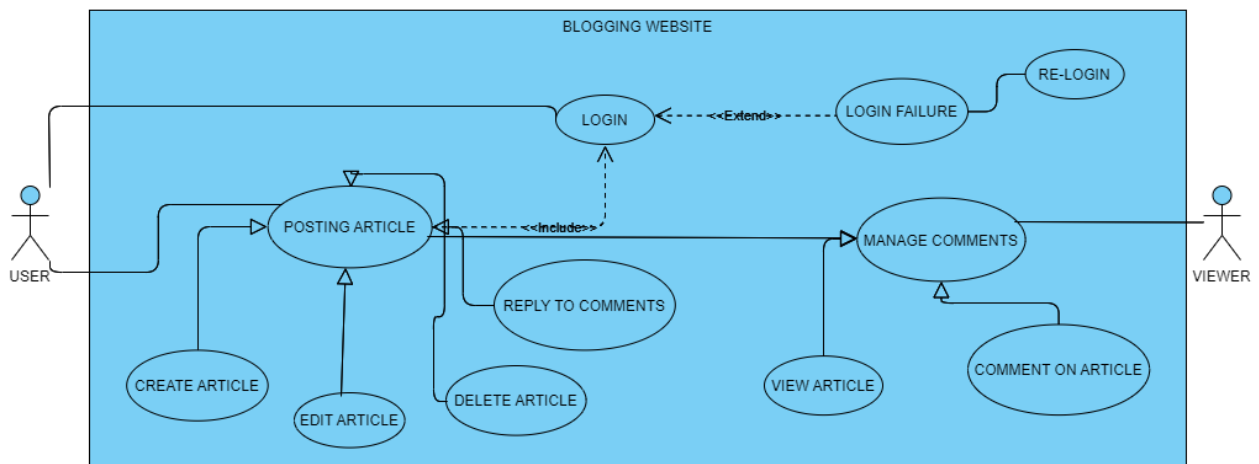 BLOGGING WEBSITE
RE-LOGIN
LOGIN
<<Extend>>
LOGIN FAILURE
POSTING ARTICLE
<<Include>>
MANAGE COMMENTS
USER
VIEWER
REPLY TO COMMENTS
CREATE ARTICLE
EDIT ARTICLE
DELETE ARTICLE
VIEW ARTICLE
COMMENT ON ARTICLE